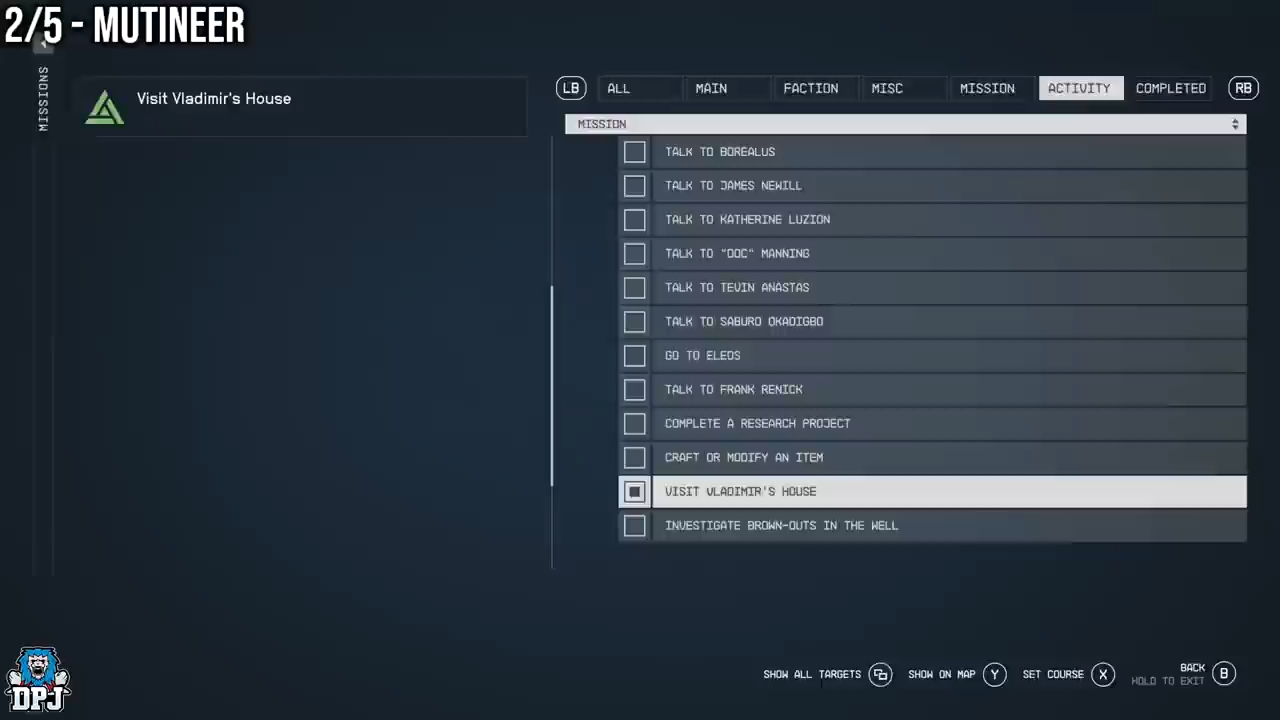 2/5 - MUTINEER
MISSIONS
Visit Vladimir's House
LB ALL MAIN FACTION MISC MISSION ACTIVITY COMPLETED RB
MISSION
TALK TO BOREALUS
TALK TO JAMES NEWILL
TALK TO KATHERINE LUZION
TALK TO "DOC" MANNING
TALK TO TEVIN ANASTAS
TALK TO SABURO OKADIGBO
GO TO ELEOS
TALK TO FRANK RENICK
COMPLETE A RESEARCH PROJECT
CRAFT OR MODIFY AN ITEM
VISIT VLADIMIR'S HOUSE
INVESTIGATE BROWN-OUTS IN THE WELL
SHOW ALL TARGETS SHOW ON MAP Y SET COURSE X BACK B
HOLD TO EXIT
DPJ